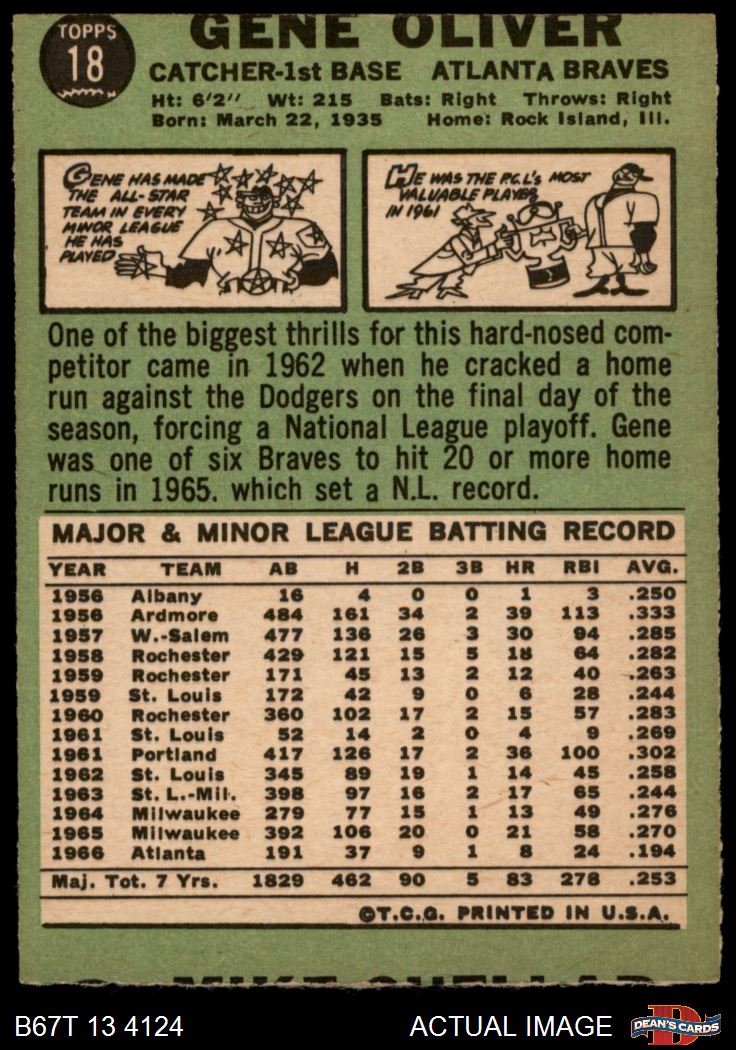 TOPPS
18
GENE OLIVER
CATCHER-1st BASE ATLANTA BRAVES
Ht: 6'2'' Wt: 215 Bats: Right Throws: Right
Born: March 22, 1935 Home: Rock Island, Ill.
GENE HAS MADE
THE ALL-STAR
TEAM IN EVERY
MINOR LEAGUE
HE HAS
PLAYED
HE WAS THE P.C.L'S MOST
VALUABLE PLAYER
IN 1961
One of the biggest thrills for this hard-nosed com-
petitor came in 1962 when he cracked a home
run against the Dodgers on the final day of the
season, forcing a National League playoff. Gene
was one of six Braves to hit 20 or more home
runs in 1965. which set a N.L. record.
MAJOR & MINOR LEAGUE BATTING RECORD
YEAR TEAM AB H 2B 3B HR RBI AVG.
1956 Albany 16 4 0 0 1 3 .250
1956 Ardmore 484 161 34 2 39 113 .333
1957 W.-Salem 477 136 26 3 30 94 .285
1958 Rochester 429 121 15 5 18 64 .282
1959 Rochester 171 45 13 2 12 40 .263
1959 St. Louis 172 42 9 0 6 28 .244
1960 Rochester 360 102 17 2 15 57 .283
1961 St. Louis 52 14 2 0 4 9 .269
1961 Portland 417 126 17 2 36 100 .302
1962 St. Louis 345 89 19 1 14 45 .258
1963 St. L.-Mil. 398 97 16 2 17 65 .244
1964 Milwaukee 279 77 15 1 13 49 .276
1965 Milwaukee 392 106 20 0 21 58 .270
1966 Atlanta 191 37 9 1 8 24 .194
Maj. Tot. 7 Yrs. 1829 462 90 5 83 278 .253
©T.C.G. PRINTED IN U.S.A.
MIKE CUELLAR
B67T 13 4124
ACTUAL IMAGE
D
DEAN'S CARDS